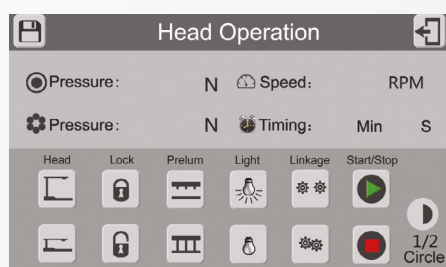 Head Operation
Pressure: N Speed: RPM
Pressure: N Timing: Min S
Head Lock Prelum Light Linkage Start/Stop
1/2
Circle